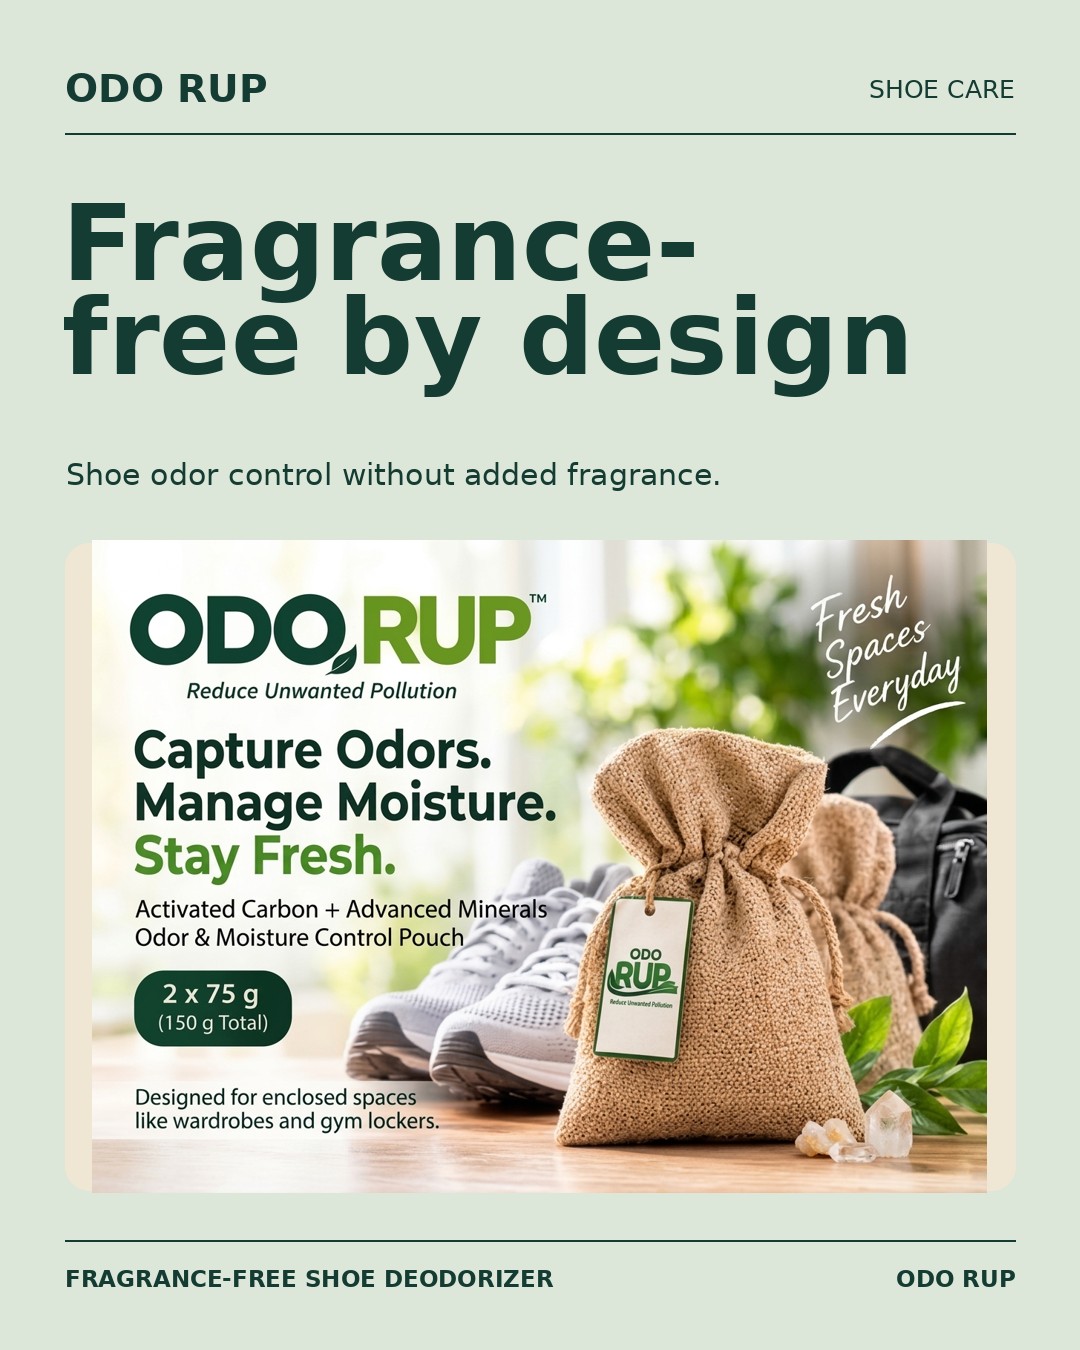 ODO RUP
SHOE CARE
Fragrance-
free by design
Shoe odor control without added fragrance.
ODO RUP™
Reduce Unwanted Pollution
Fresh
Spaces
Everyday
Capture Odors.
Manage Moisture.
Stay Fresh.
Activated Carbon + Advanced Minerals
Odor & Moisture Control Pouch
2 x 75 g
(150 g Total)
ODO
RUP
Reduce Unwanted Pollution
Designed for enclosed spaces
like wardrobes and gym lockers.
FRAGRANCE-FREE SHOE DEODORIZER
ODO RUP